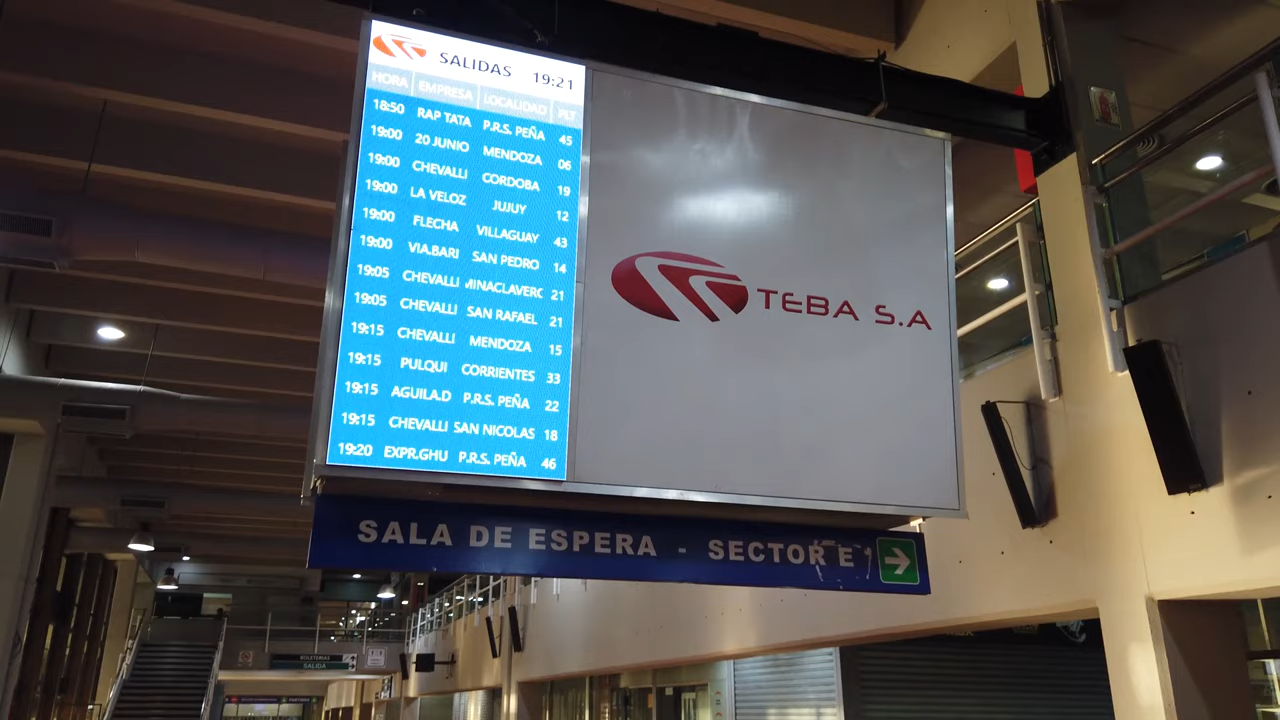 SALIDAS 19:21
HORA EMPRESA LOCALIDAD PLT
18:50 RAP TATA P.R.S. PEÑA 45
19:00 20 JUNIO MENDOZA 06
19:00 CHEVALLI CORDOBA 19
19:00 LA VELOZ JUJUY 12
19:00 FLECHA VILLAGUAY 43
19:00 VIA.BARI SAN PEDRO 14
19:05 CHEVALLI MINACLAVERO 21
19:05 CHEVALLI SAN RAFAEL 21
19:15 CHEVALLI MENDOZA 15
19:15 PULQUI CORRIENTES 33
19:15 AGUILA.D P.R.S. PEÑA 22
19:15 CHEVALLI SAN NICOLAS 18
19:20 EXPR.GHU P.R.S. PEÑA 46
TEBA S.A
SALA DE ESPERA - SECTOR E
BOLETERIAS
SALIDA